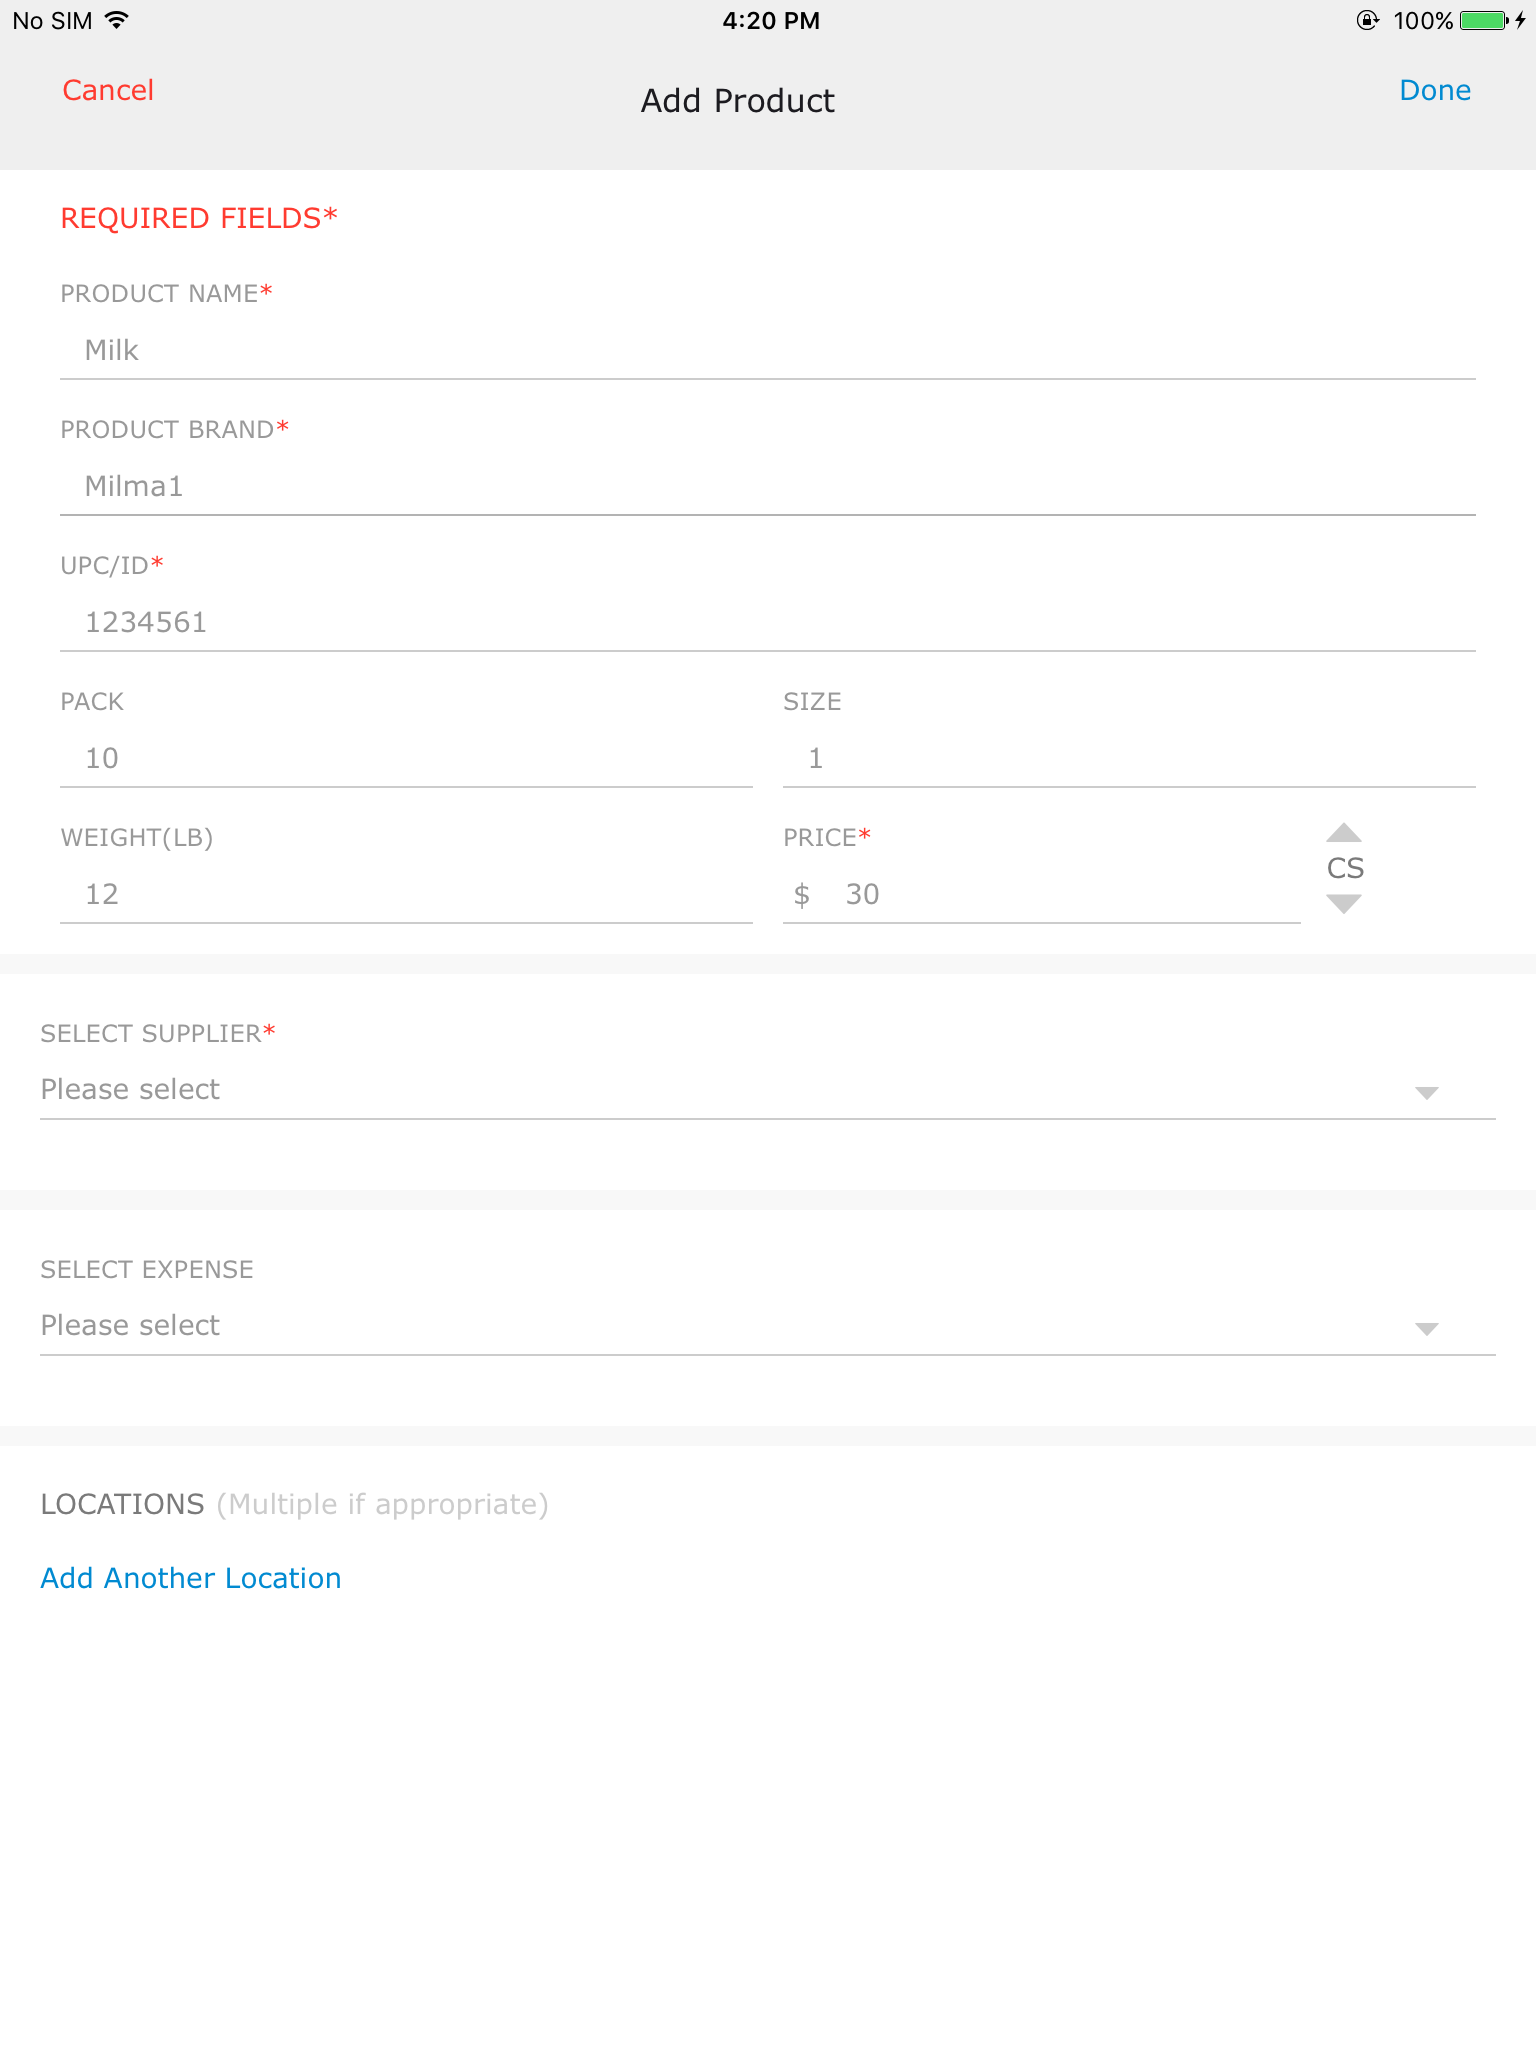 No SIM 4:20 PM 100%
Cancel Add Product Done
REQUIRED FIELDS*
PRODUCT NAME*
Milk
PRODUCT BRAND*
Milma1
UPC/ID*
1234561
PACK SIZE
10 1
WEIGHT(LB) PRICE*
CS
12 $ 30
SELECT SUPPLIER*
Please select
SELECT EXPENSE
Please select
LOCATIONS (Multiple if appropriate)
Add Another Location